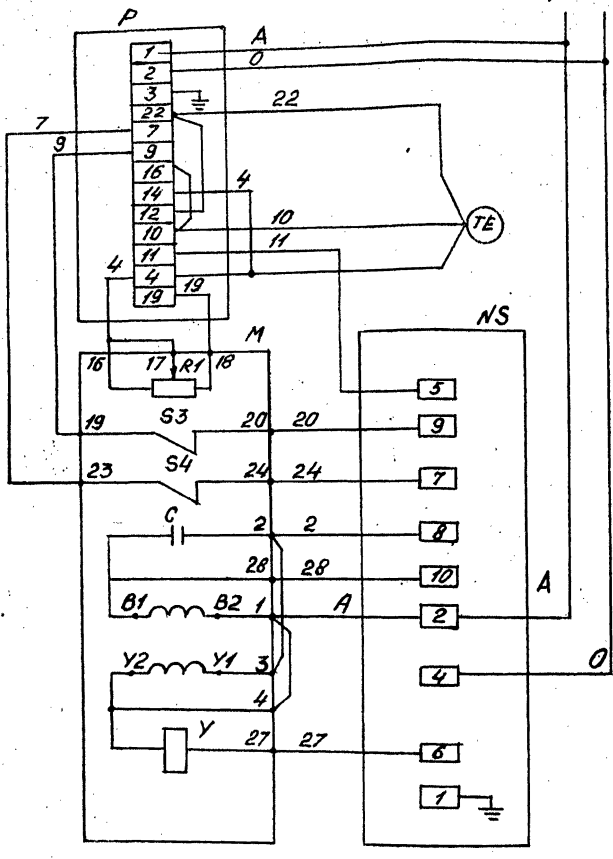 P
1 A
2 O
3
22 22
7 7
9 9
16
14 4
12
10 10
11 11
4 4
19 19
TE
M
NS
16 17 R1 18
5
S3
19 20 20 9
S4
23 24 24 7
C 2 2 8
28 28 10
B1 B2 1 A 2 A
Y2 Y1 3
4 O
4
Y 27 27 6
1